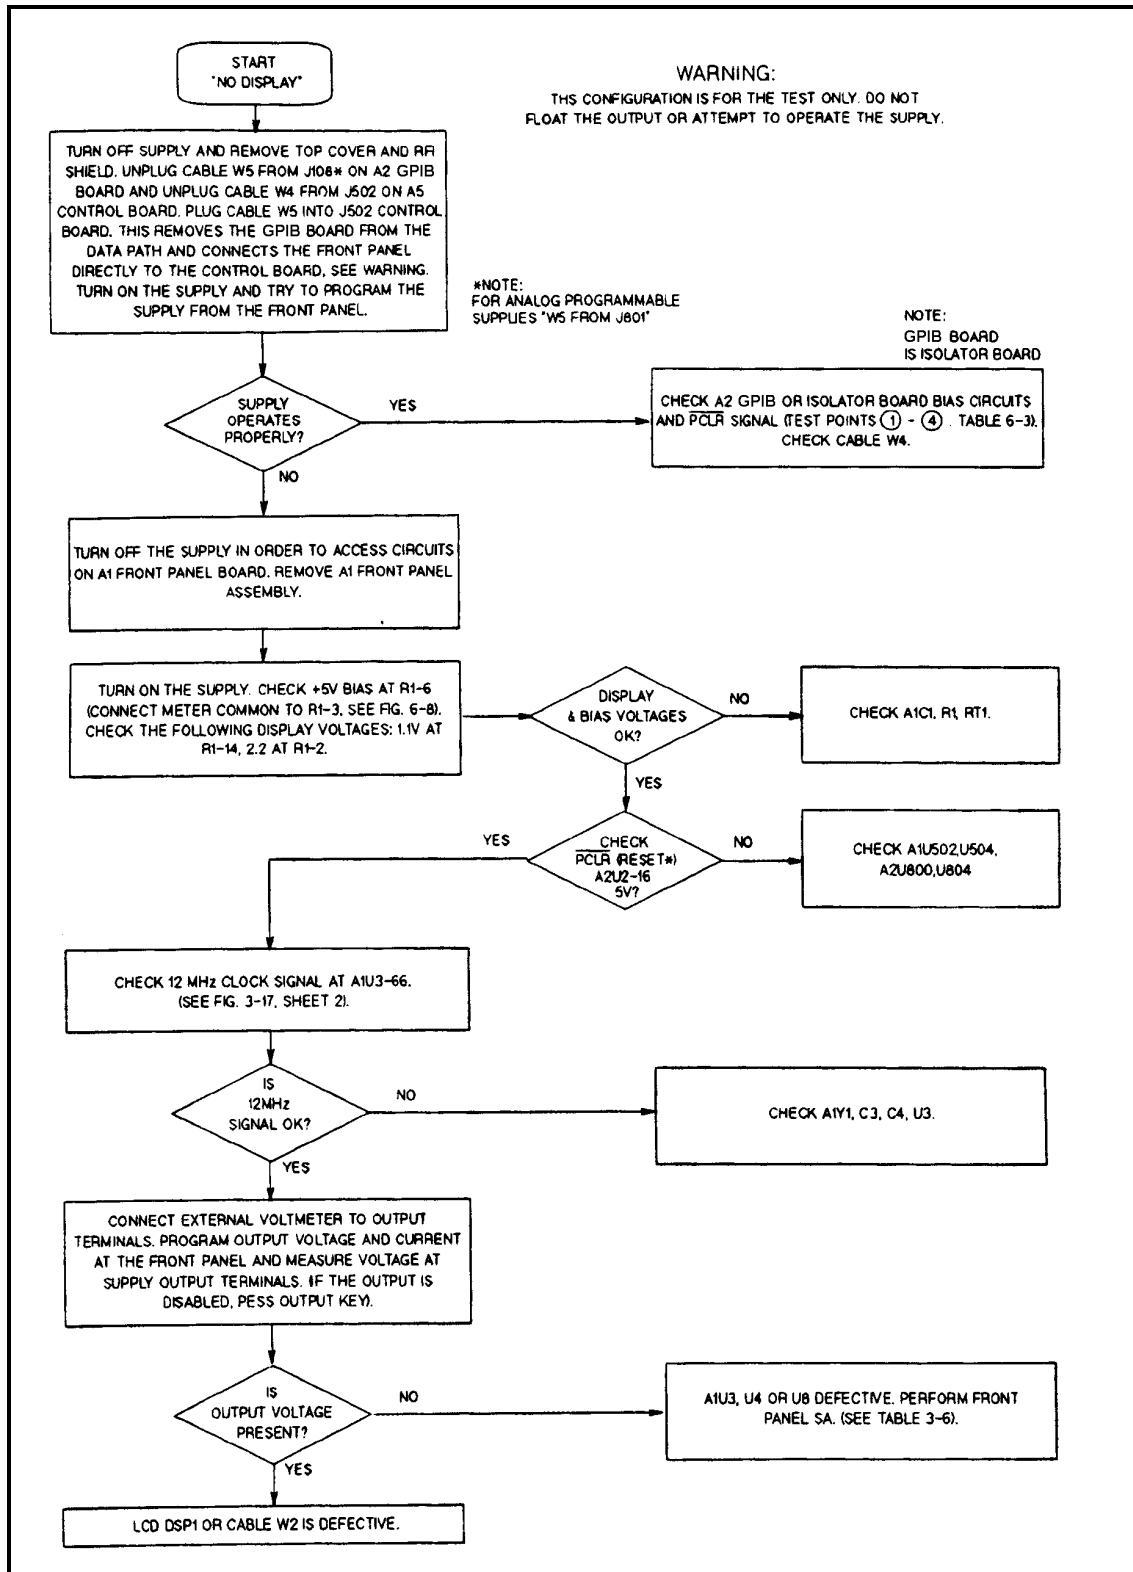 START
"NO DISPLAY"
WARNING:
THS CONFIGURATION IS FOR THE TEST ONLY. DO NOT
FLOAT THE OUTPUT OR ATTEMPT TO OPERATE THE SUPPLY.
TURN OFF SUPPLY AND REMOVE TOP COVER AND RFI
SHIELD. UNPLUG CABLE W5 FROM J108* ON A2 GPIB
BOARD AND UNPLUG CABLE W4 FROM J502 ON A5
CONTROL BOARD. PLUG CABLE W5 INTO J502 CONTROL
BOARD. THIS REMOVES THE GPIB BOARD FROM THE
DATA PATH AND CONNECTS THE FRONT PANEL
DIRECTLY TO THE CONTROL BOARD, SEE WARNING.
TURN ON THE SUPPLY AND TRY TO PROGRAM THE
SUPPLY FROM THE FRONT PANEL.
*NOTE:
FOR ANALOG PROGRAMMABLE
SUPPLIES "W5 FROM J801"
NOTE:
GPIB BOARD
IS ISOLATOR BOARD
SUPPLY
OPERATES
PROPERLY?
YES
CHECK A2 GPIB OR ISOLATOR BOARD BIAS CIRCUITS
AND PCLR SIGNAL (TEST POINTS 1 - 4 . TABLE 6-3).
CHECK CABLE W4.
NO
TURN OFF THE SUPPLY IN ORDER TO ACCESS CIRCUITS
ON A1 FRONT PANEL BOARD. REMOVE A1 FRONT PANEL
ASSEMBLY.
TURN ON THE SUPPLY. CHECK +5V BIAS AT R1-6
(CONNECT METER COMMON TO R1-3, SEE FIG. 6-8).
CHECK THE FOLLOWING DISPLAY VOLTAGES: 1.1V AT
R1-14, 2.2 AT R1-2.
DISPLAY
& BIAS VOLTAGES
OK?
NO
CHECK A1C1, R1, RT1.
YES
CHECK
PCLR (RESET*)
A2U2-16
5V?
YES
NO
CHECK A1U502,U504,
A2U800,U804
CHECK 12 MHz CLOCK SIGNAL AT A1U3-66.
(SEE FIG. 3-17, SHEET 2).
IS
12MHz
SIGNAL OK?
NO
CHECK A1Y1, C3, C4, U3.
YES
CONNECT EXTERNAL VOLTMETER TO OUTPUT
TERMINALS. PROGRAM OUTPUT VOLTAGE AND CURRENT
AT THE FRONT PANEL AND MEASURE VOLTAGE AT
SUPPLY OUTPUT TERMINALS. (IF THE OUTPUT IS
DISABLED, PESS OUTPUT KEY).
IS
OUTPUT VOLTAGE
PRESENT?
NO
A1U3, U4 OR U8 DEFECTIVE. PERFORM FRONT
PANEL SA. (SEE TABLE 3-6).
YES
LCD DSP1 OR CABLE W2 IS DEFECTIVE.